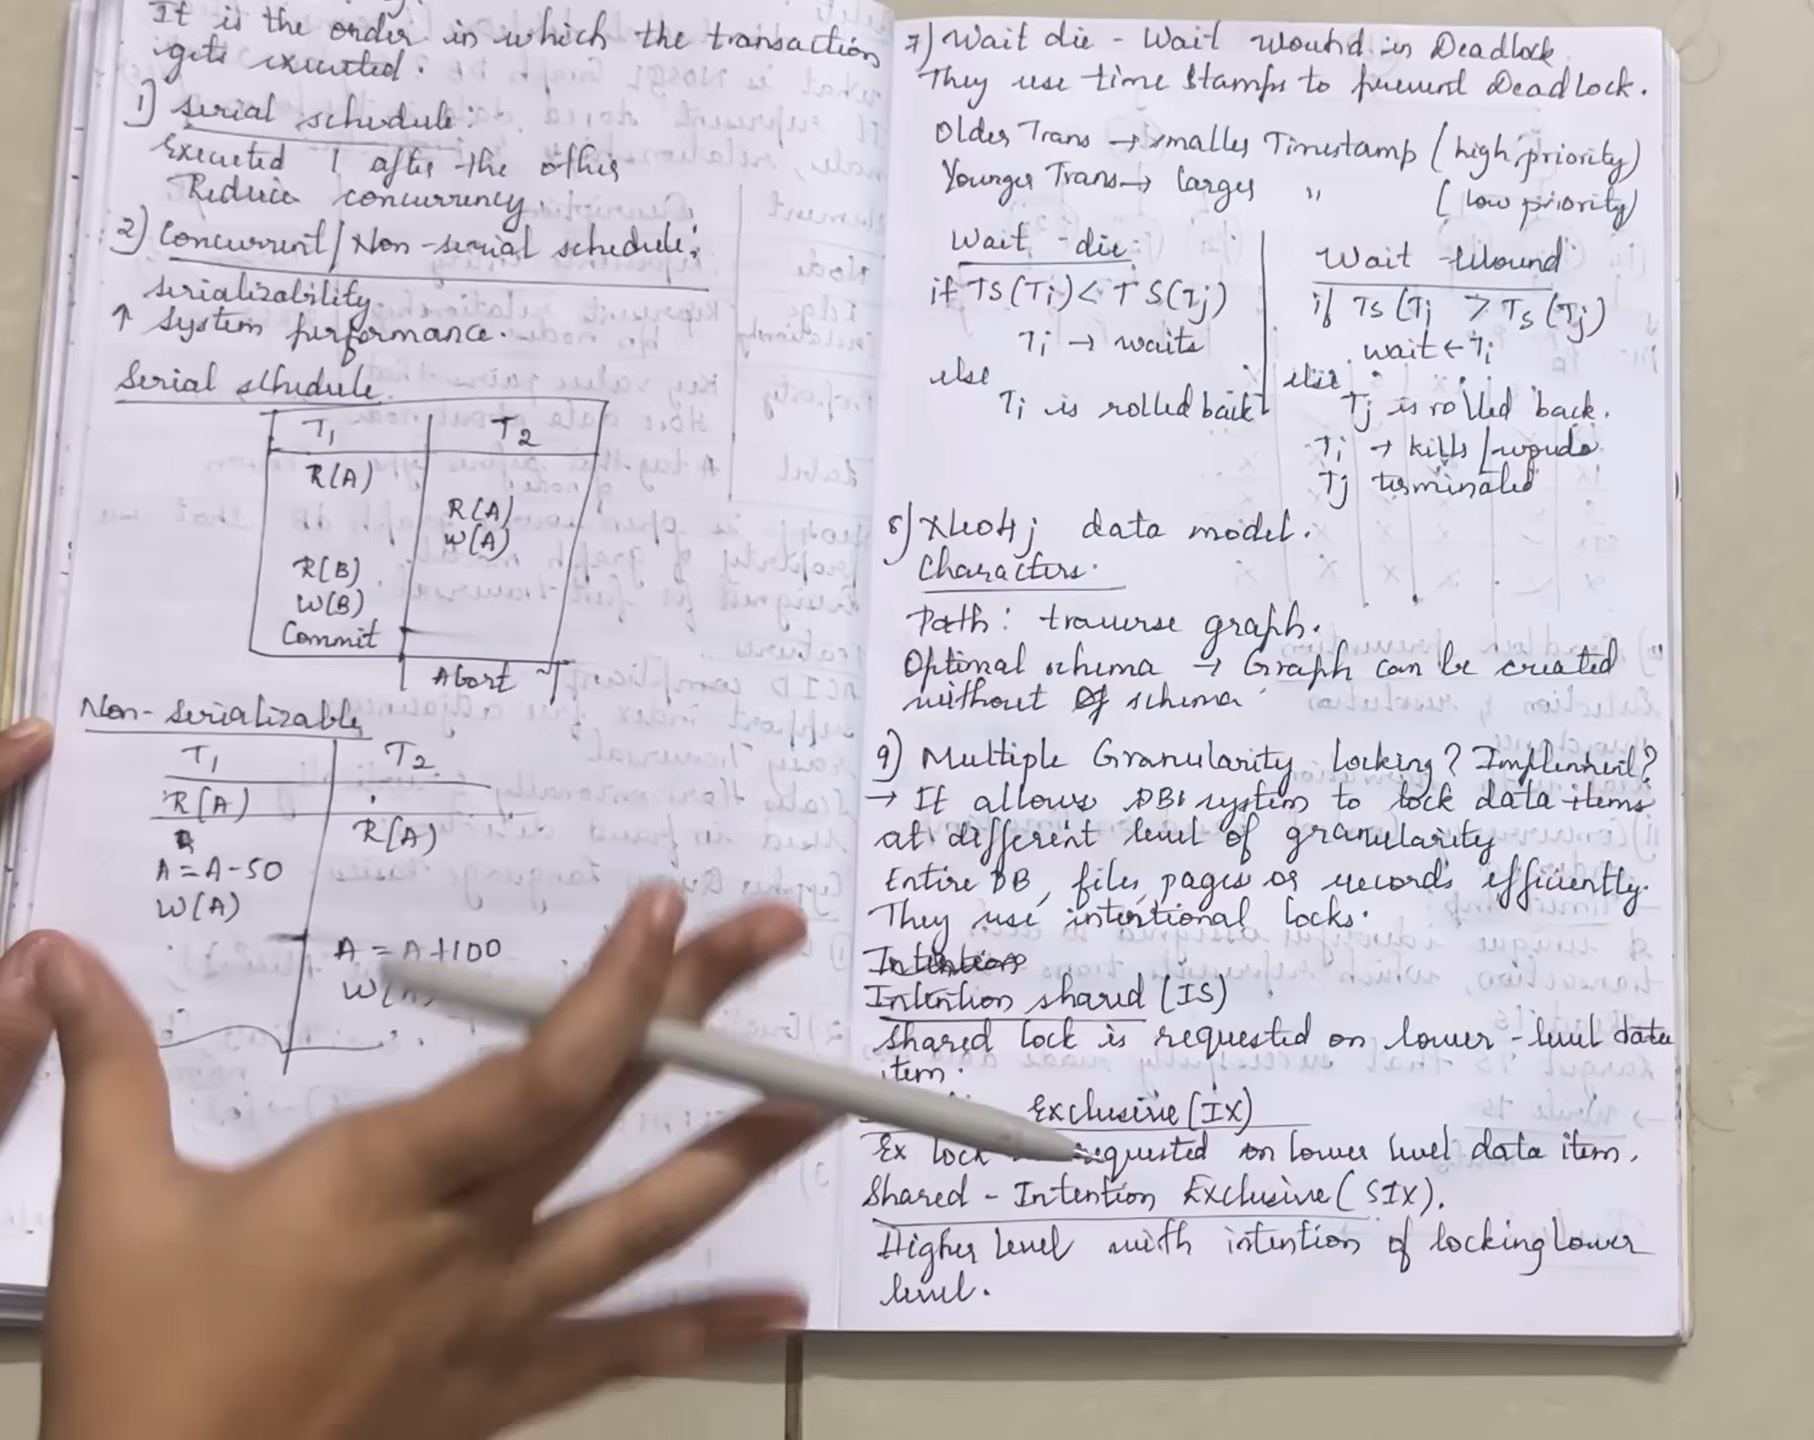 It is the order in which the transaction
gets executed.
1) Serial schedule:
Executed 1 after the other
Reduce concurrency.
2) Concurrent/Non-serial schedule:
serializability
↑ system performance.
Serial schedule.
T1 T2
R(A)
R(A)
W(A)
R(B)
W(B)
Commit
Abort
Non-Serializable
T1 T2
R(A)
R(A)
A = A-50
W(A)
A = A+100
W(A)
7) Wait die - Wait wound in Deadlock
They use time stamps to prevent Deadlock.
Older Trans → smaller Timestamp (high priority)
Younger Trans → larger " (low priority)
Wait-die:
if TS(Ti) < TS(Tj)
Ti → waits
else
Ti is rolled back
Wait-Wound
if TS(Ti > TS(Tj)
wait ← Ti
else
Tj is rolled back.
Ti → kills/
Tj terminated
8) data model.
Characters.
Path: traverse graph.
Optional schema → Graph can be created
without schema
9) Multiple Granularity Locking?
→ It allows system to lock data items
at different level of granularity
Entire DB, files, pages or records efficiently.
They use intentional locks.
Intention shared (IS)
Shared lock is requested on lower-level data
item.
Exclusive (IX)
Ex lock requested on lower level data item.
Shared - Intention Exclusive (SIX).
Higher level with intention of locking lower
level.